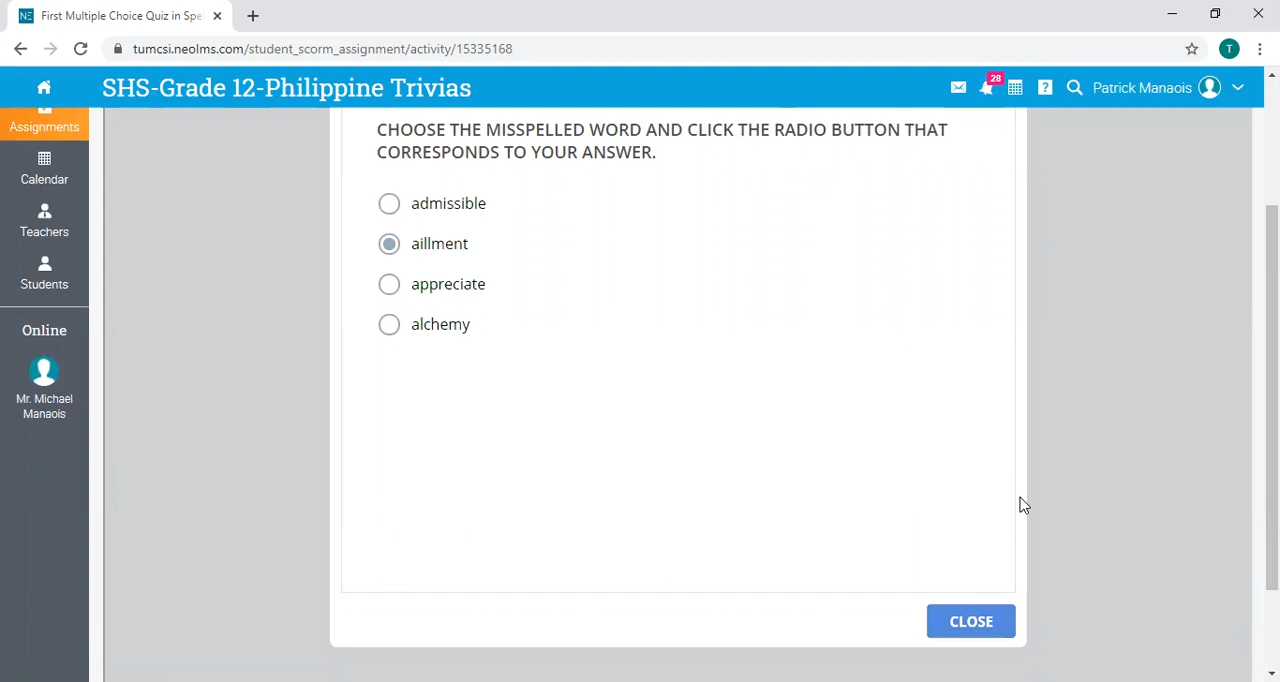 First Multiple Choice Quiz in Spe
tumcsi.neolms.com/student_scorm_assignment/activity/15335168
T
SHS-Grade 12-Philippine Trivias
28
Patrick Manaois
Assignments
Calendar
Teachers
Students
Online
Mr. Michael
Manaois
CHOOSE THE MISSPELLED WORD AND CLICK THE RADIO BUTTON THAT
CORRESPONDS TO YOUR ANSWER.
admissible
aillment
appreciate
alchemy
CLOSE